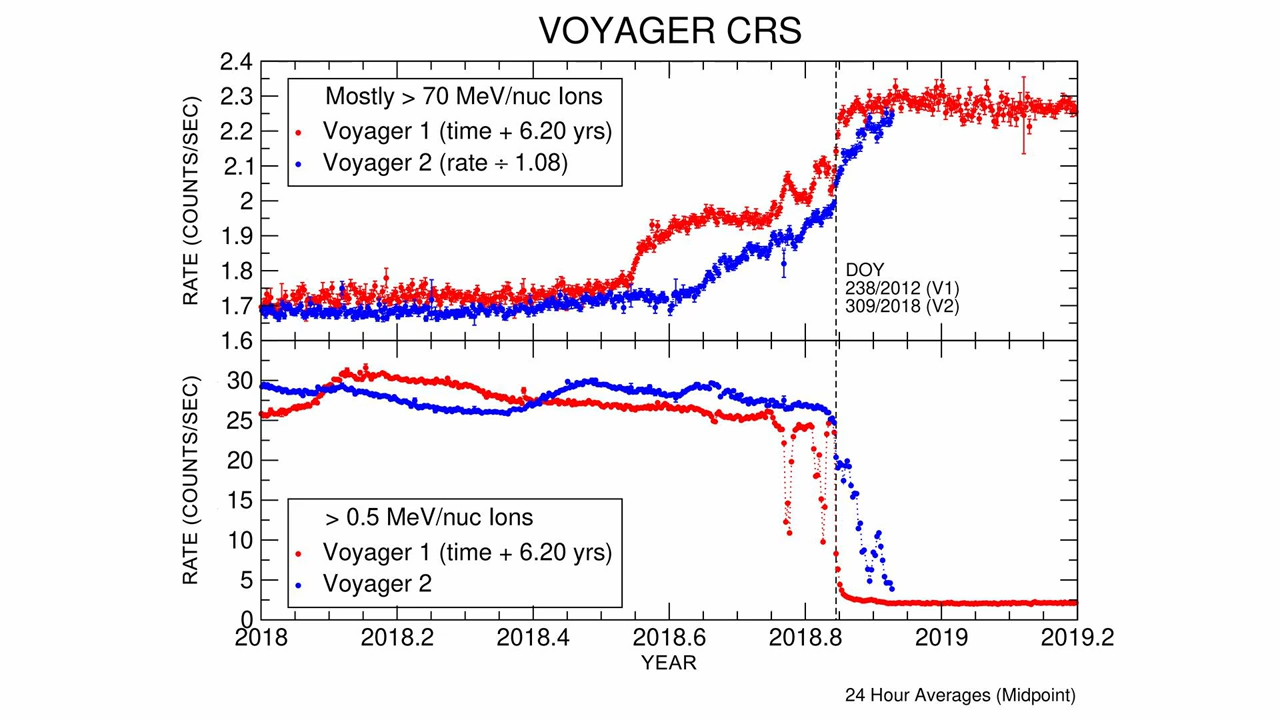 VOYAGER CRS
2.4
2.3
2.2
2.1
2
1.9
1.8
1.7
1.6
RATE (COUNTS/SEC)
Mostly > 70 MeV/nuc Ions
Voyager 1 (time + 6.20 yrs)
Voyager 2 (rate ÷ 1.08)
DOY
238/2012 (V1)
309/2018 (V2)
30
25
20
15
10
5
0
RATE (COUNTS/SEC)
> 0.5 MeV/nuc Ions
Voyager 1 (time + 6.20 yrs)
Voyager 2
2018 2018.2 2018.4 2018.6 2018.8 2019 2019.2
YEAR
24 Hour Averages (Midpoint)